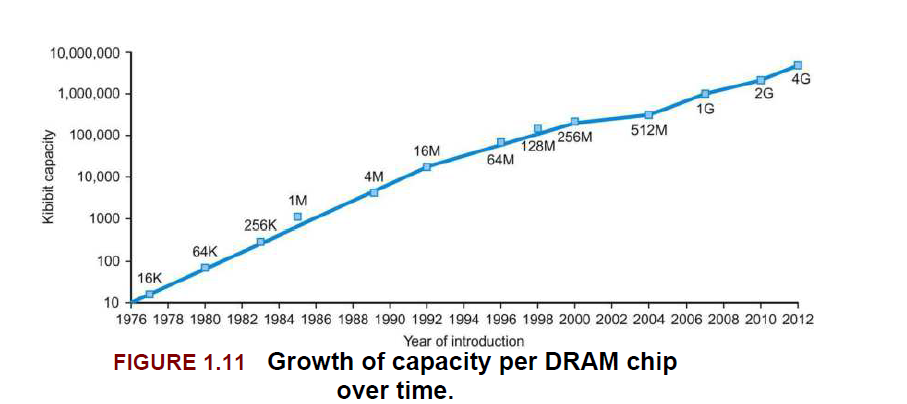 10,000,000
1,000,000
100,000
10,000
1000
100
10
Kibibit capacity
16K
64K
256K
1M
4M
16M
64M
128M
256M
512M
1G
2G
4G
1976 1978 1980 1982 1984 1986 1988 1990 1992 1994 1996 1998 2000 2002 2004 2006 2008 2010 2012
Year of introduction
FIGURE 1.11 Growth of capacity per DRAM chip
over time.